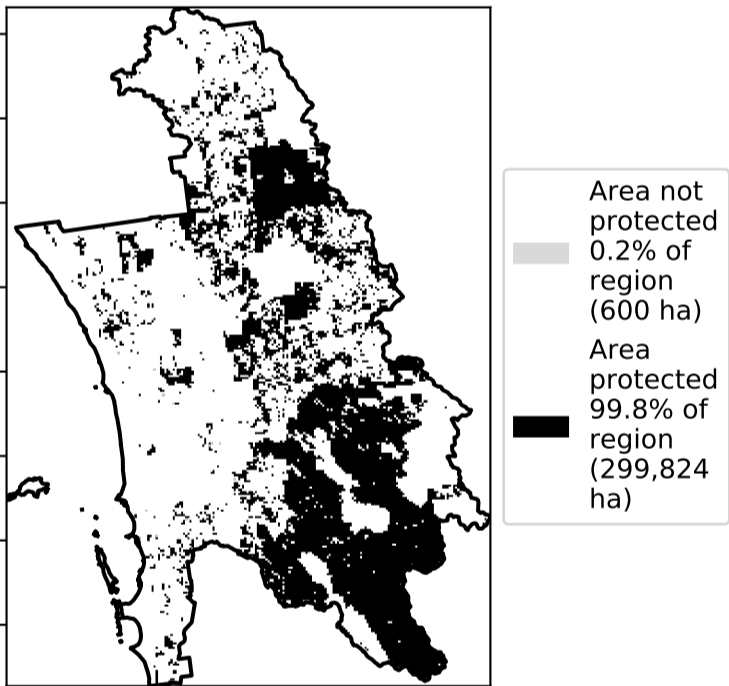 Area not
protected
0.2% of
region
(600 ha)
Area
protected
99.8% of
region
(299,824
ha)